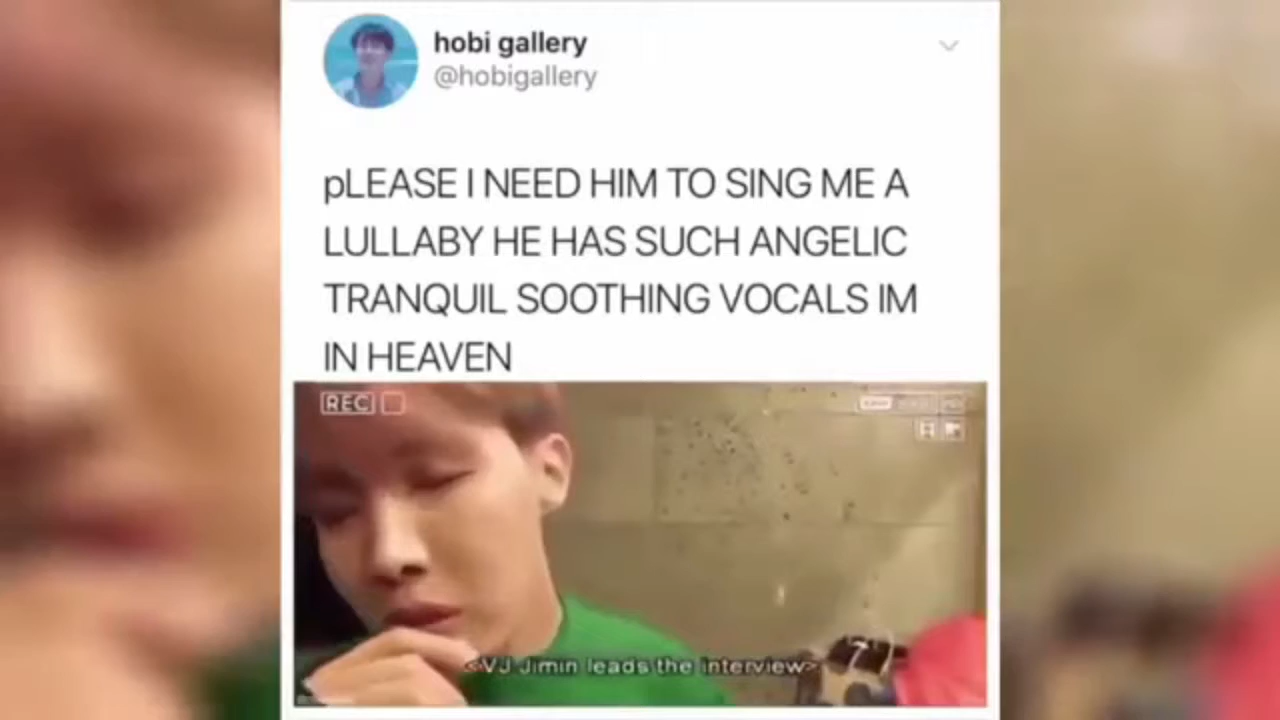 hobi gallery
@hobigallery
pLEASE I NEED HIM TO SING ME A
LULLABY HE HAS SUCH ANGELIC
TRANQUIL SOOTHING VOCALS IM
IN HEAVEN
REC
<VJ Jimin leads the interview>